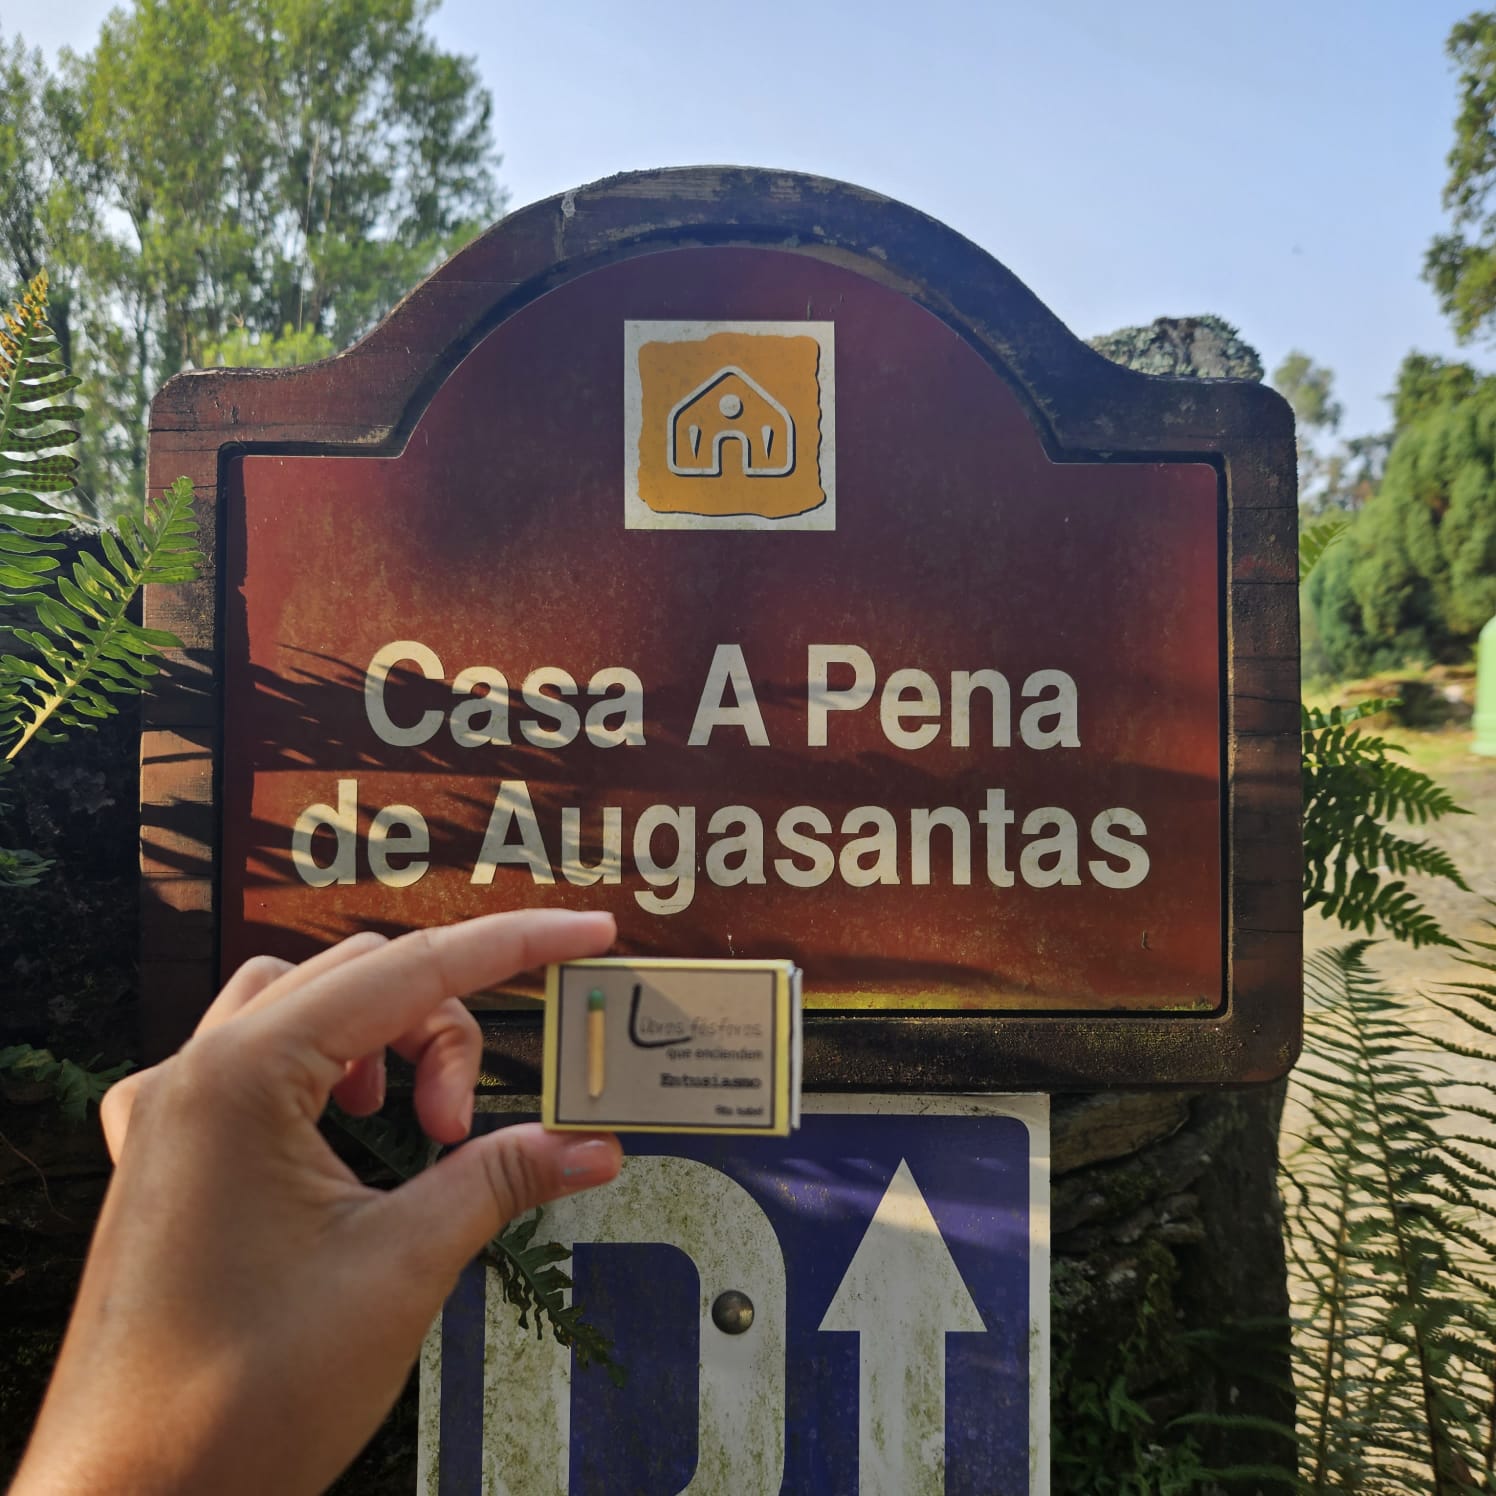 Casa A Pena
de Augasantas
Libros fósforos
que encienden
Entusiasmo
P